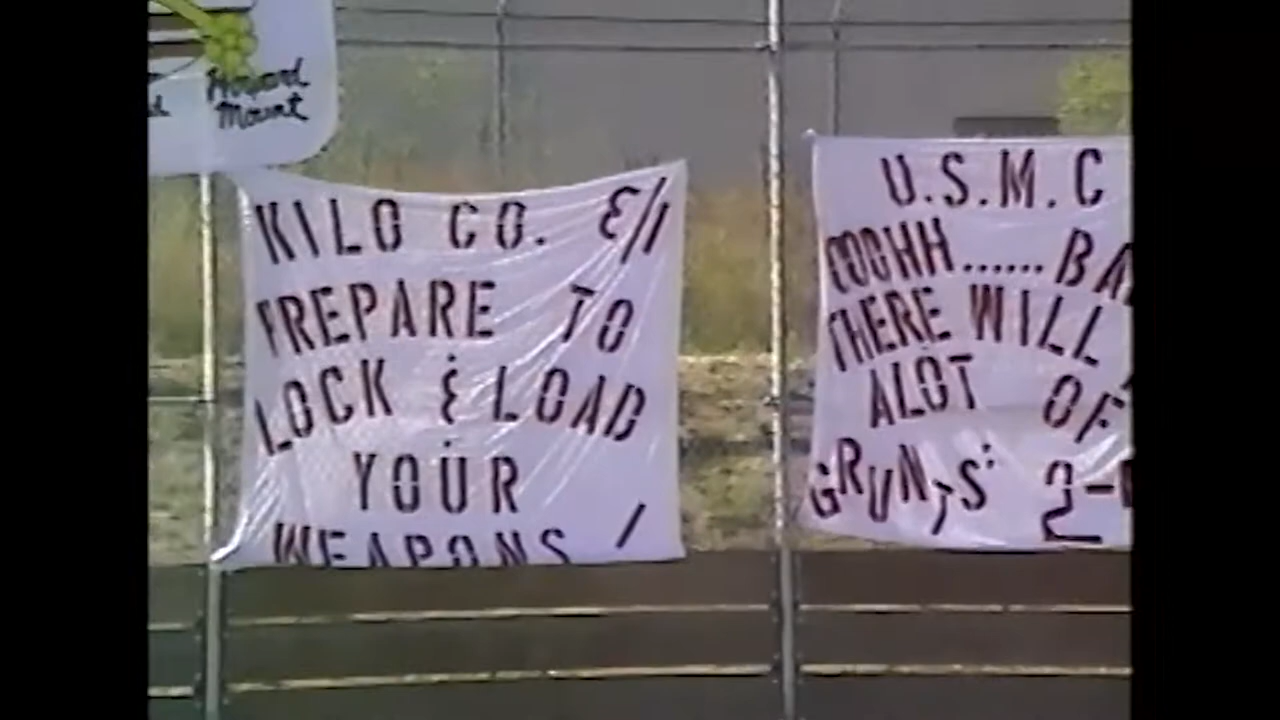 Howard
Mount
KILO CO. 3/1
PREPARE TO
LOCK & LOAD
YOUR
WEAPONS !
U.S.M.C
OOOHH......BA
THERE WILL
ALOT OF
GRUNTS: 2-